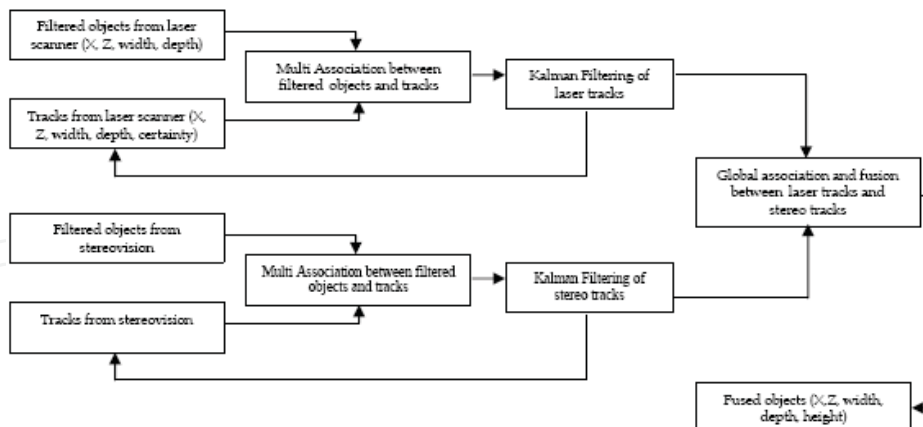 Filtered objects from laser
scanner (X, Z, width, depth)
Multi Association between
filtered objects and tracks
Kalman Filtering of
laser tracks
Tracks from laser scanner (X,
Z, width, depth, certainty)
Global association and fusion
between laser tracks and
stereo tracks
Filtered objects from
stereovision
Multi Association between filtered
objects and tracks
Kalman Filtering of
stereo tracks
Tracks from stereovision
Fused objects (X,Z, width,
depth, height)